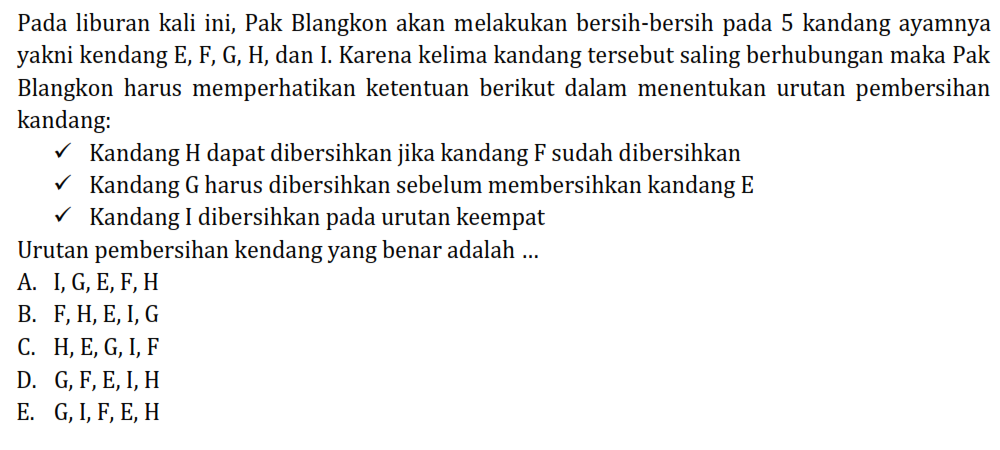 Pada liburan kali ini, Pak Blangkon akan melakukan bersih-bersih pada 5 kandang ayamnya
yakni kendang E, F, G, H, dan I. Karena kelima kandang tersebut saling berhubungan maka Pak
Blangkon harus memperhatikan ketentuan berikut dalam menentukan urutan pembersihan
kandang:
✓ Kandang H dapat dibersihkan jika kandang F sudah dibersihkan
✓ Kandang G harus dibersihkan sebelum membersihkan kandang E
✓ Kandang I dibersihkan pada urutan keempat
Urutan pembersihan kendang yang benar adalah ...
A. I, G, E, F, H
B. F, H, E, I, G
C. H, E, G, I, F
D. G, F, E, I, H
E. G, I, F, E, H